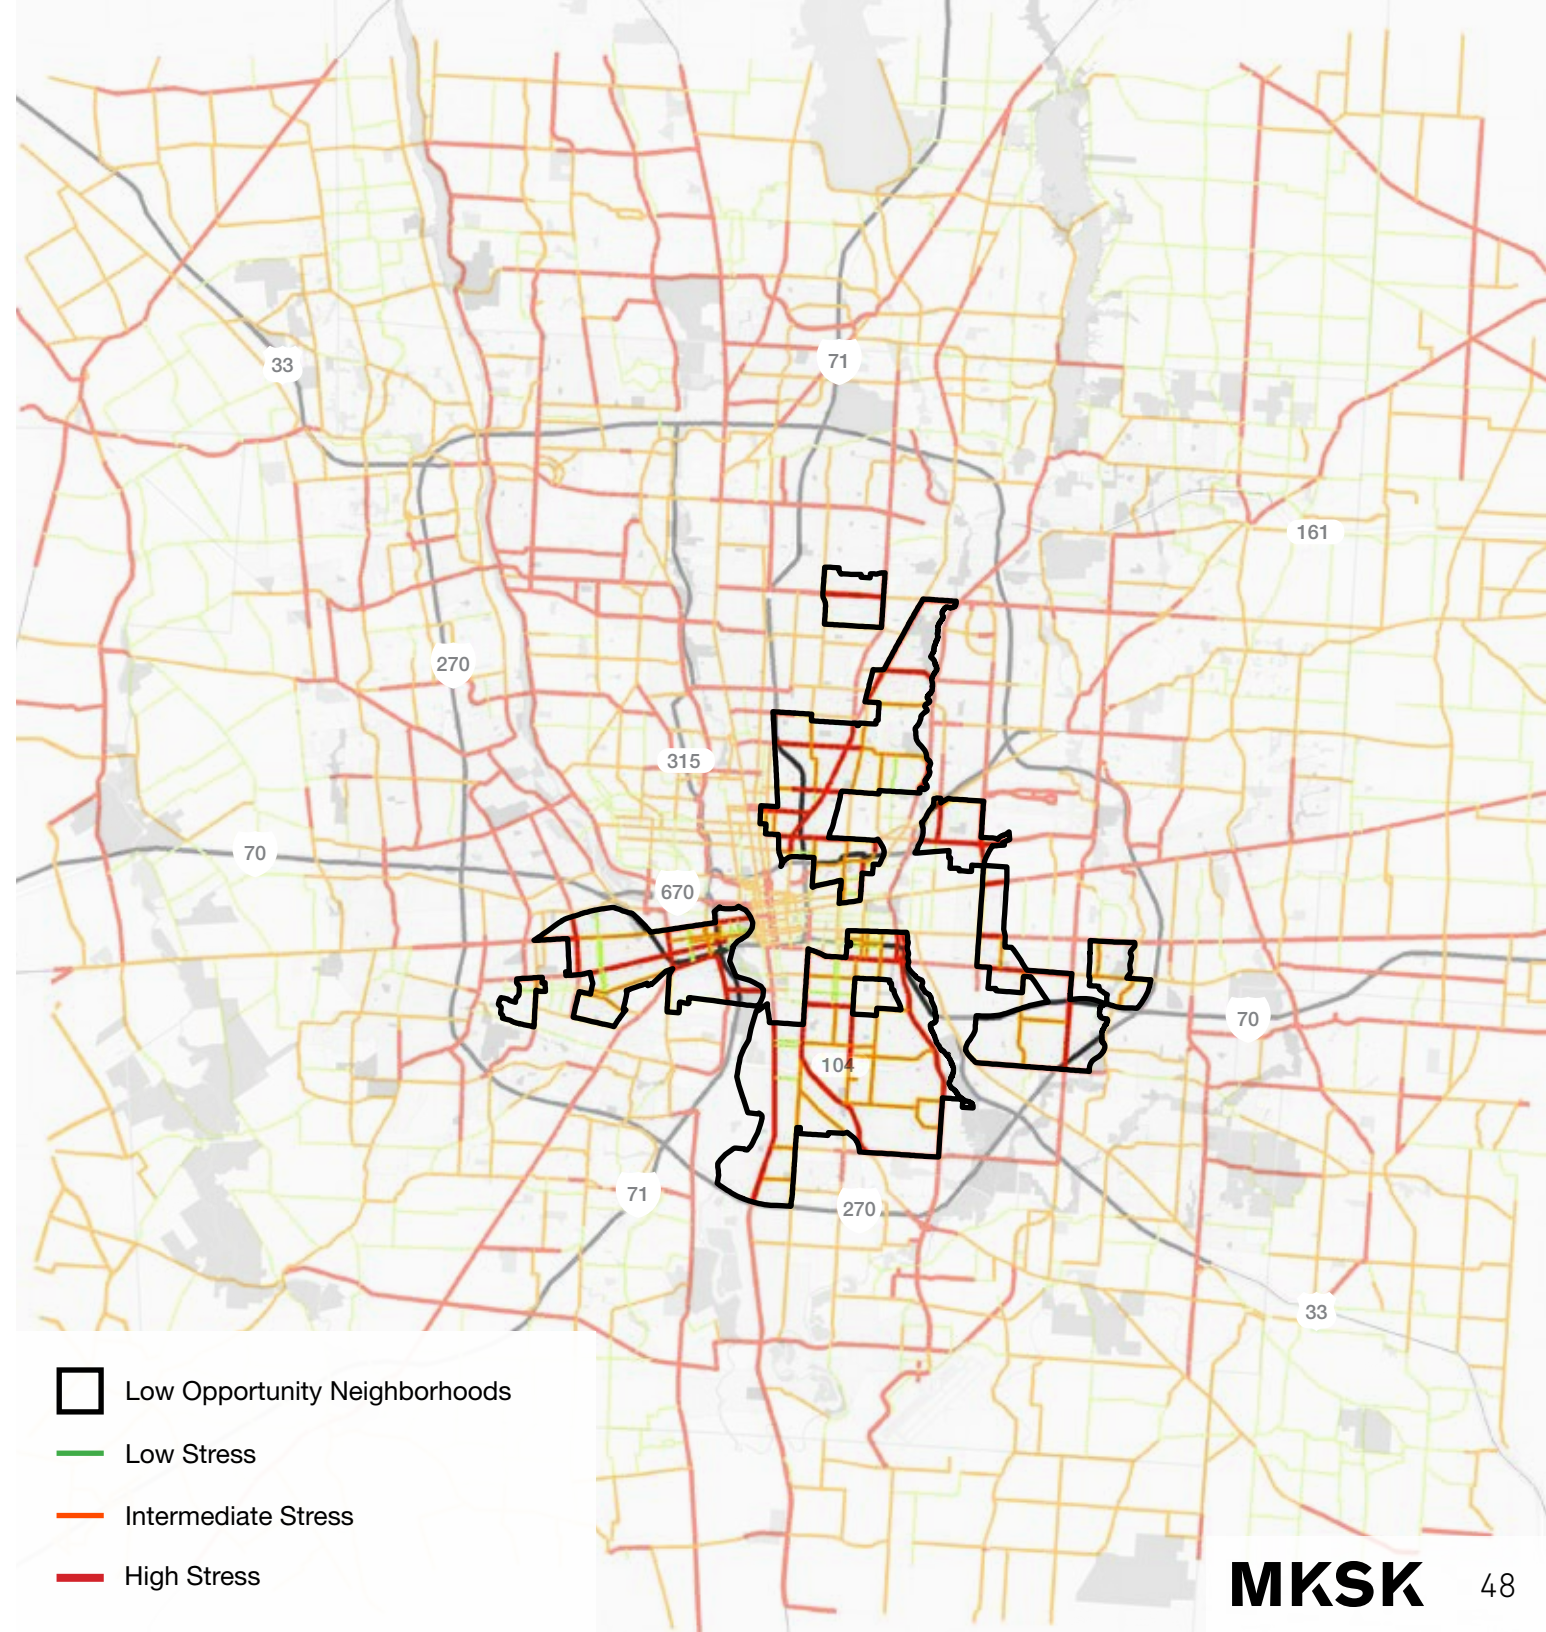 33
71
161
270
315
70
670
70
104
71
270
33
Low Opportunity Neighborhoods
Low Stress
Intermediate Stress
High Stress
MKSK 48